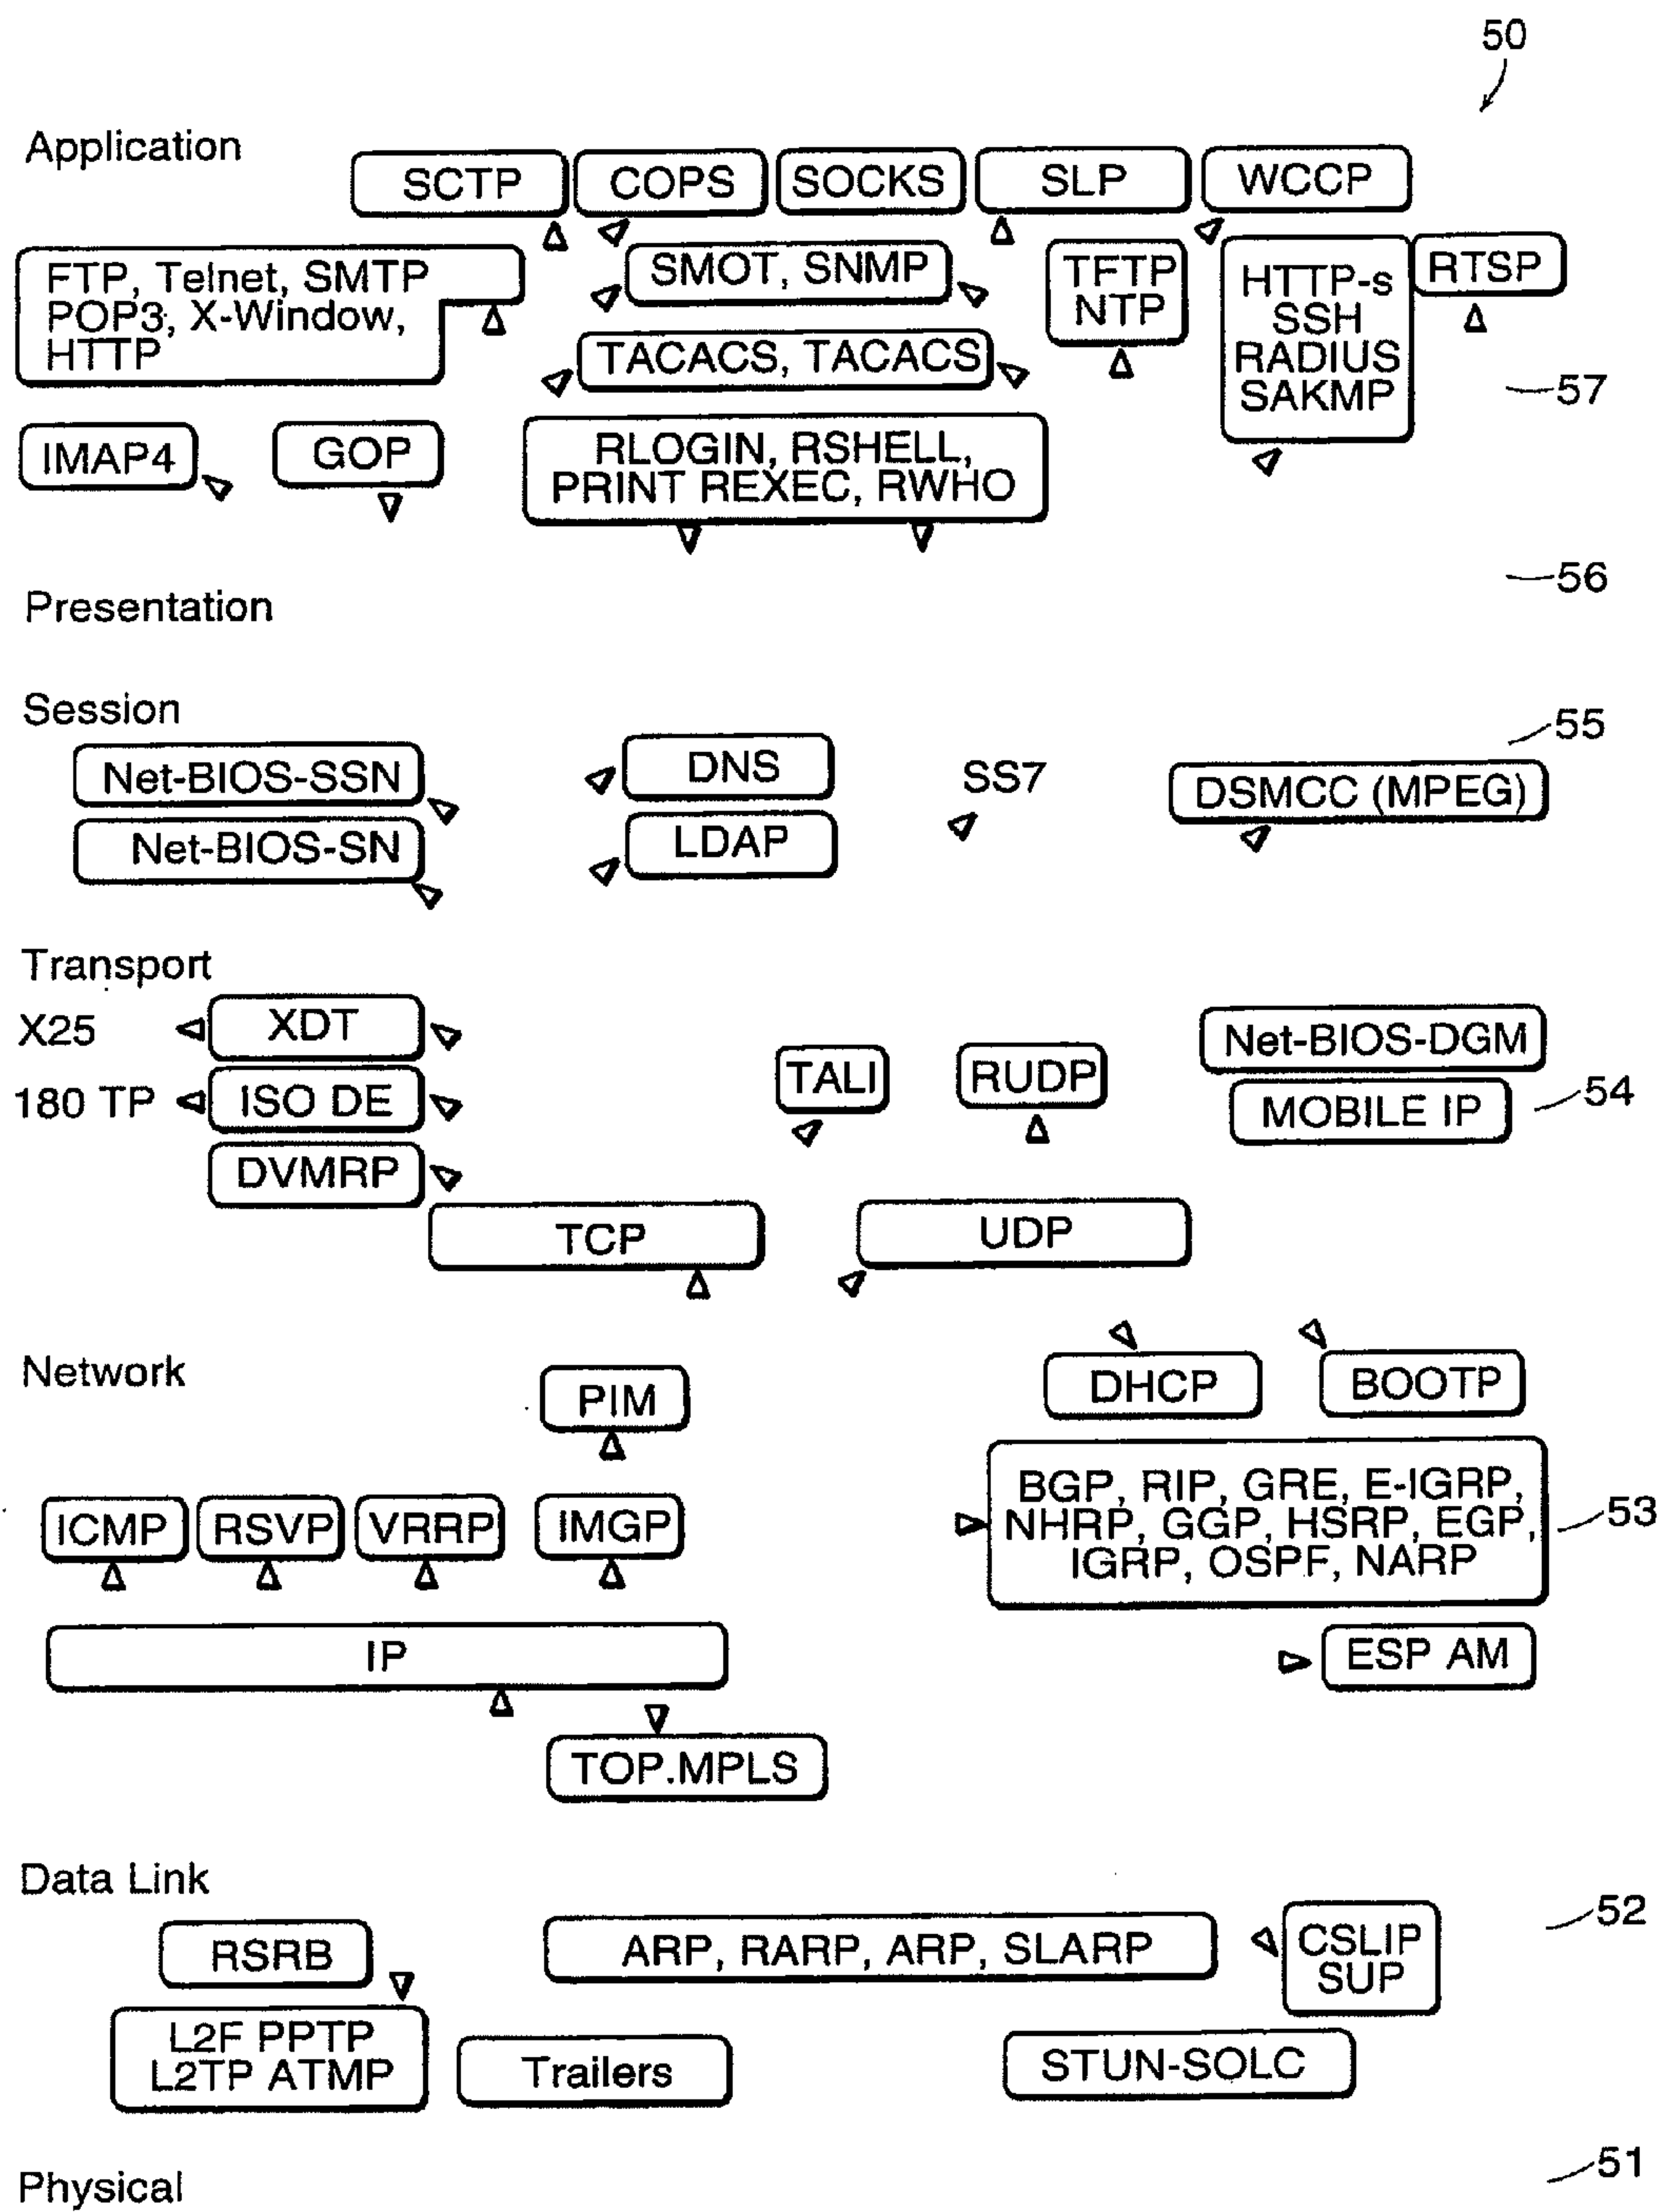 50
Application
SCTP
COPS
SOCKS
SLP
WCCP
FTP, Telnet, SMTP
POP3, X-Window,
HTTP
SMOT, SNMP
TFTP
NTP
HTTP-s
SSH
RADIUS
SAKMP
RTSP
TACACS, TACACS
57
IMAP4
GOP
RLOGIN, RSHELL,
PRINT REXEC, RWHO
56
Presentation
Session
55
Net-BIOS-SSN
DNS
SS7
DSMCC (MPEG)
Net-BIOS-SN
LDAP
Transport
X25
XDT
Net-BIOS-DGM
TALI
RUDP
180 TP
ISO DE
MOBILE IP
54
DVMRP
TCP
UDP
Network
PIM
DHCP
BOOTP
ICMP
RSVP
VRRP
IMGP
BGP, RIP, GRE, E-IGRP,
NHRP, GGP, HSRP, EGP,
IGRP, OSPF, NARP
53
IP
ESP AM
TOP.MPLS
Data Link
52
RSRB
ARP, RARP, ARP, SLARP
CSLIP
SUP
L2F PPTP
L2TP ATMP
Trailers
STUN-SOLC
51
Physical